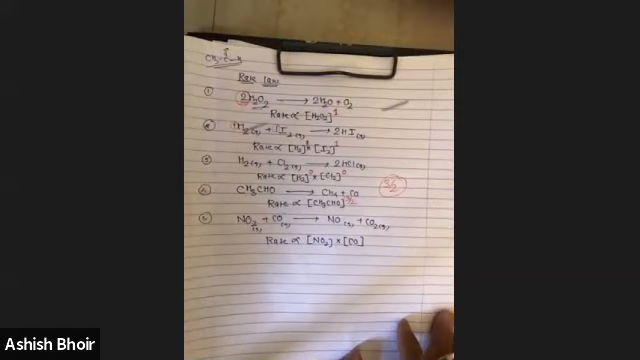 CH₃-C-H
Rate Law
① 2H₂O₂ → 2H₂O + O₂
Rate ∝ [H₂O₂]¹
H₂(g) + I₂(g) → 2HI(g)
Rate ∝ [H₂]¹ [I₂]¹
③ H₂(g) + Cl₂(g) → 2HCl(g)
Rate ∝ [H₂]⁰ × [Cl₂]⁰
3/2
CH₃CHO → CH₄ + CO
Rate ∝ [CH₃CHO]^3/2
NO₂(g) + CO(g) → NO(g) + CO₂(g)
Rate ∝ [NO₂] × [CO]
Ashish Bhoir